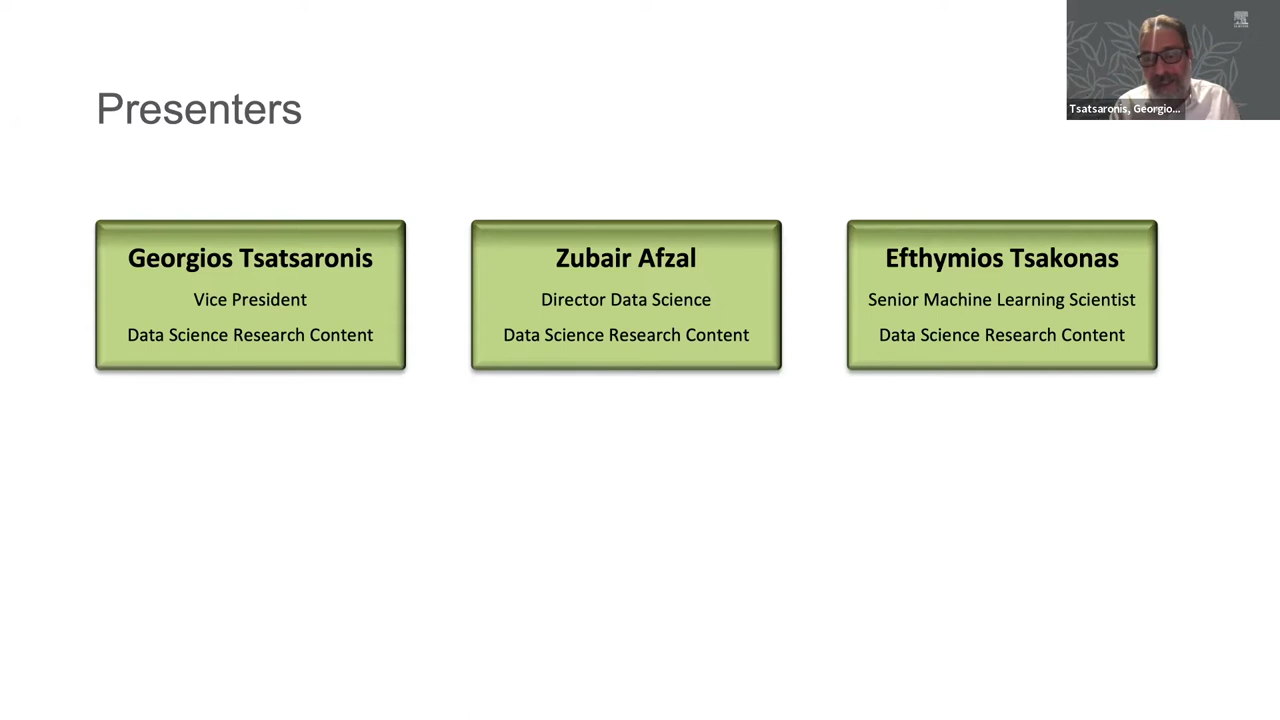 Presenters
Tsatsaronis, Georgio...
Georgios Tsatsaronis
Vice President
Data Science Research Content
Zubair Afzal
Director Data Science
Data Science Research Content
Efthymios Tsakonas
Senior Machine Learning Scientist
Data Science Research Content